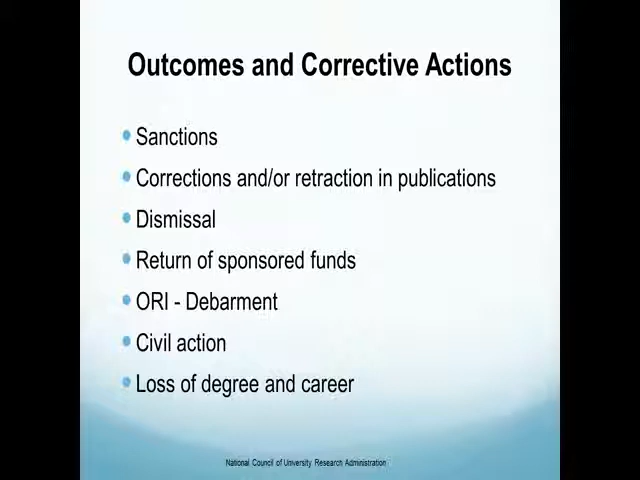 Outcomes and Corrective Actions
Sanctions
Corrections and/or retraction in publications
Dismissal
Return of sponsored funds
ORI - Debarment
Civil action
Loss of degree and career
National Council of University Research Administration